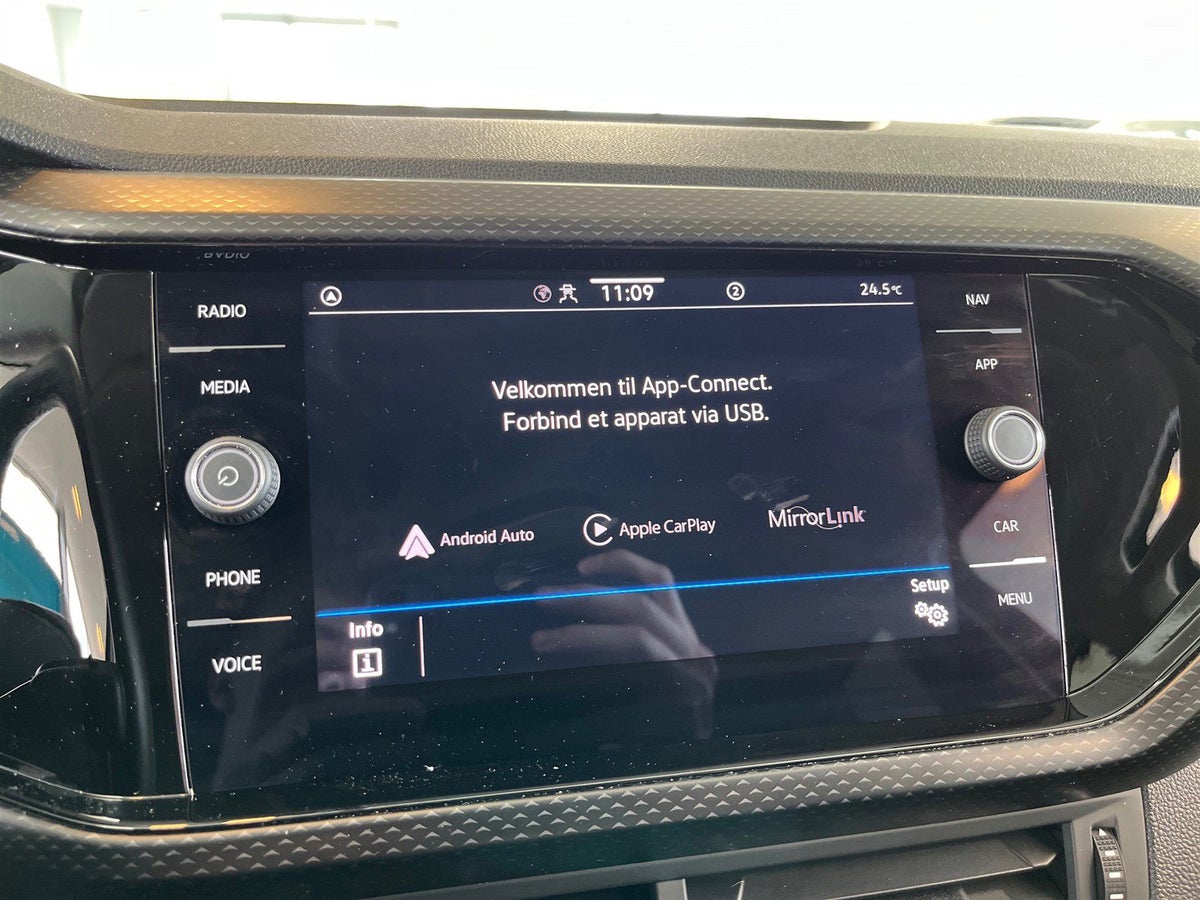 RADIO
MEDIA
PHONE
VOICE
11:09
2
24.5°C
Velkommen til App-Connect.
Forbind et apparat via USB.
Android Auto
Apple CarPlay
MirrorLink
Info
i
Setup
NAV
APP
CAR
MENU